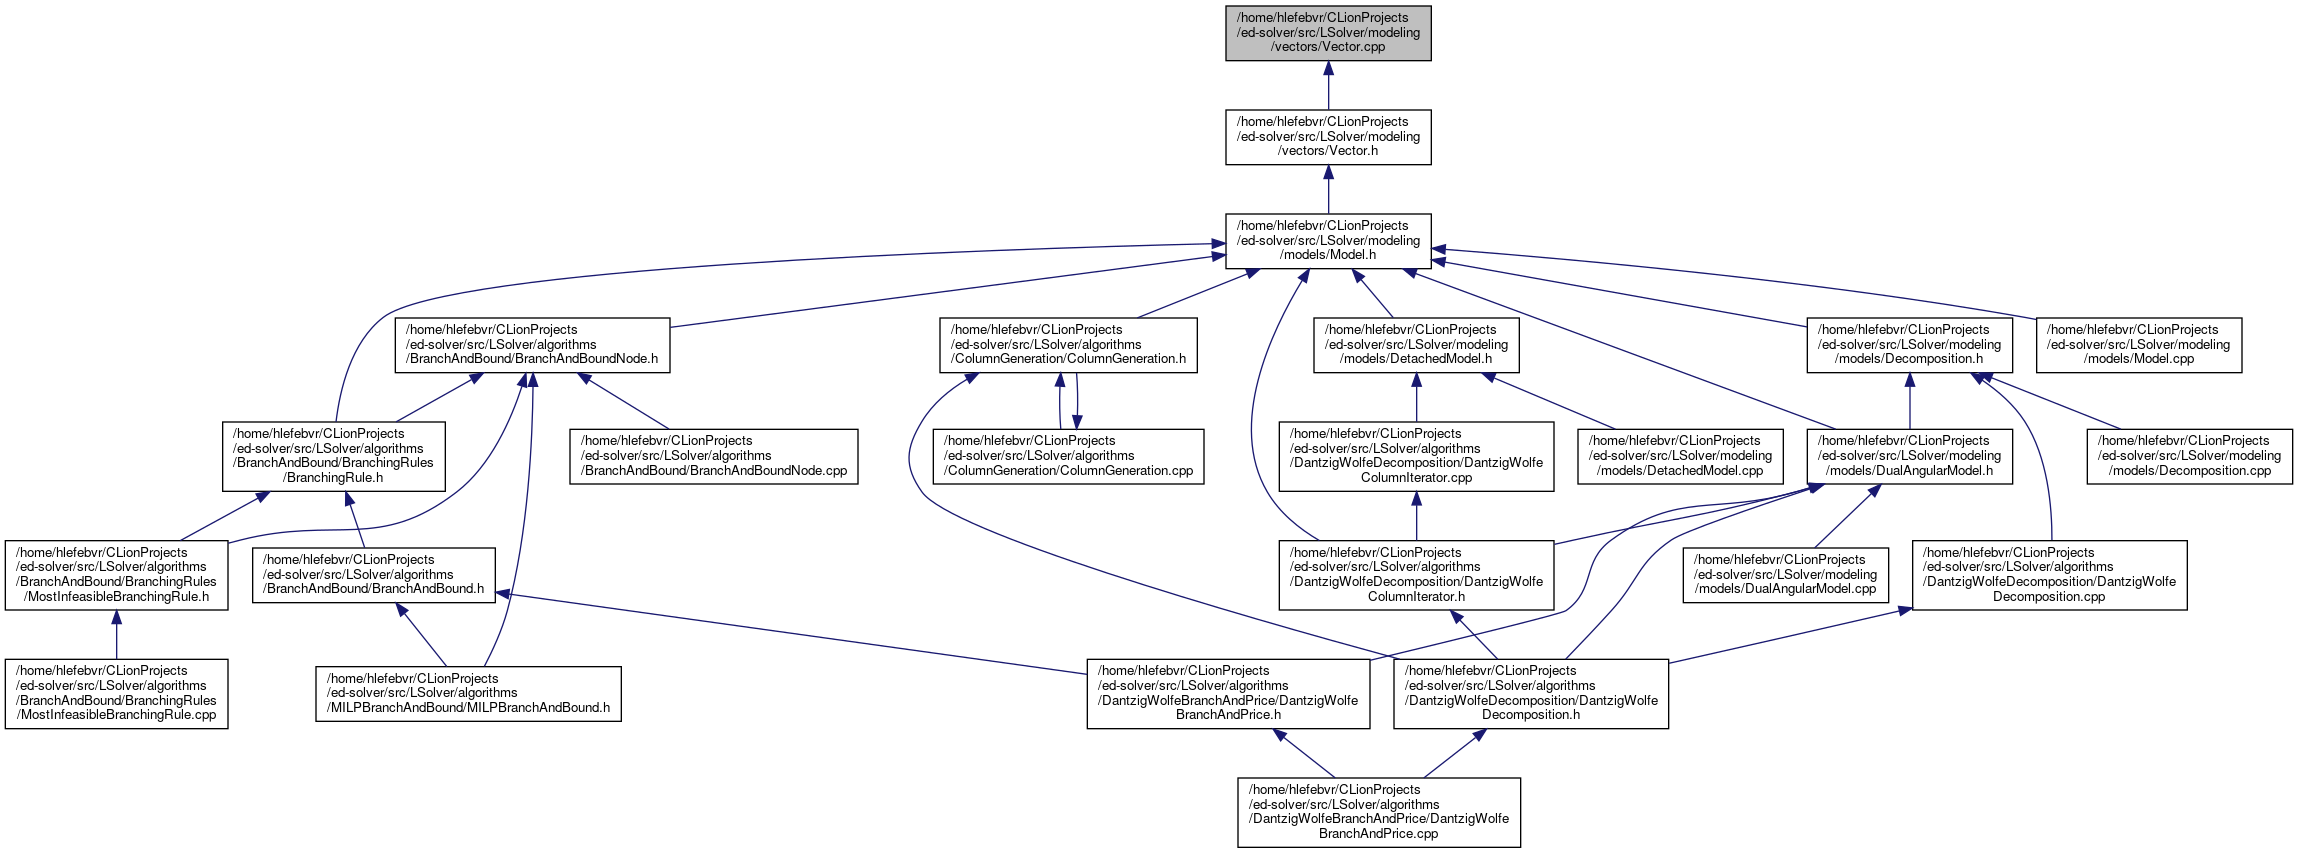 /home/hlefebvr/CLionProjects
/ed-solver/src/LSolver/modeling
/vectors/Vector.cpp
/home/hlefebvr/CLionProjects
/ed-solver/src/LSolver/modeling
/vectors/Vector.h
/home/hlefebvr/CLionProjects
/ed-solver/src/LSolver/modeling
/models/Model.h
/home/hlefebvr/CLionProjects
/ed-solver/src/LSolver/algorithms
/BranchAndBound/BranchAndBoundNode.h
/home/hlefebvr/CLionProjects
/ed-solver/src/LSolver/algorithms
/ColumnGeneration/ColumnGeneration.h
/home/hlefebvr/CLionProjects
/ed-solver/src/LSolver/modeling
/models/DetachedModel.h
/home/hlefebvr/CLionProjects
/ed-solver/src/LSolver/modeling
/models/Decomposition.h
/home/hlefebvr/CLionProjects
/ed-solver/src/LSolver/modeling
/models/Model.cpp
/home/hlefebvr/CLionProjects
/ed-solver/src/LSolver/algorithms
/BranchAndBound/BranchingRules
/BranchingRule.h
/home/hlefebvr/CLionProjects
/ed-solver/src/LSolver/algorithms
/BranchAndBound/BranchAndBoundNode.cpp
/home/hlefebvr/CLionProjects
/ed-solver/src/LSolver/algorithms
/ColumnGeneration/ColumnGeneration.cpp
/home/hlefebvr/CLionProjects
/ed-solver/src/LSolver/algorithms
/DantzigWolfeDecomposition/DantzigWolfe
ColumnIterator.cpp
/home/hlefebvr/CLionProjects
/ed-solver/src/LSolver/modeling
/models/DetachedModel.cpp
/home/hlefebvr/CLionProjects
/ed-solver/src/LSolver/modeling
/models/DualAngularModel.h
/home/hlefebvr/CLionProjects
/ed-solver/src/LSolver/modeling
/models/Decomposition.cpp
/home/hlefebvr/CLionProjects
/ed-solver/src/LSolver/algorithms
/BranchAndBound/BranchingRules
/MostInfeasibleBranchingRule.h
/home/hlefebvr/CLionProjects
/ed-solver/src/LSolver/algorithms
/BranchAndBound/BranchAndBound.h
/home/hlefebvr/CLionProjects
/ed-solver/src/LSolver/algorithms
/DantzigWolfeDecomposition/DantzigWolfe
ColumnIterator.h
/home/hlefebvr/CLionProjects
/ed-solver/src/LSolver/modeling
/models/DualAngularModel.cpp
/home/hlefebvr/CLionProjects
/ed-solver/src/LSolver/algorithms
/DantzigWolfeDecomposition/DantzigWolfe
Decomposition.cpp
/home/hlefebvr/CLionProjects
/ed-solver/src/LSolver/algorithms
/BranchAndBound/BranchingRules
/MostInfeasibleBranchingRule.cpp
/home/hlefebvr/CLionProjects
/ed-solver/src/LSolver/algorithms
/MILPBranchAndBound/MILPBranchAndBound.h
/home/hlefebvr/CLionProjects
/ed-solver/src/LSolver/algorithms
/DantzigWolfeBranchAndPrice/DantzigWolfe
BranchAndPrice.h
/home/hlefebvr/CLionProjects
/ed-solver/src/LSolver/algorithms
/DantzigWolfeDecomposition/DantzigWolfe
Decomposition.h
/home/hlefebvr/CLionProjects
/ed-solver/src/LSolver/algorithms
/DantzigWolfeBranchAndPrice/DantzigWolfe
BranchAndPrice.cpp